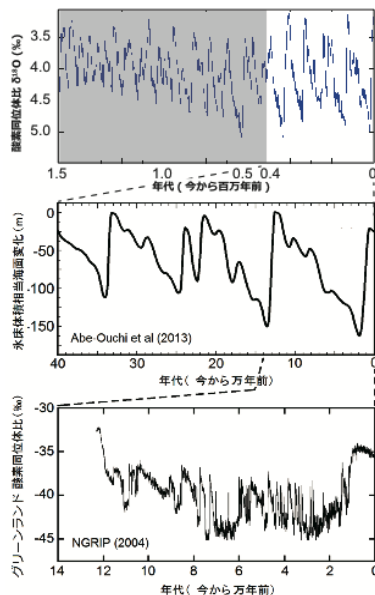 酸素同位体比 δ¹⁸O (‰)
3.5
4.0
4.5
5.0
1.5 1.0 0.5 0.4 0
年代 ( 今から百万年前)
氷床体積相当海面変化 (m)
0
-50
-100
-150
Abe-Ouchi et al (2013)
40 30 20 10 0
年代 ( 今から万年前)
グリーンランド 酸素同位体比 (‰)
-30
-35
-40
-45
NGRIP (2004)
14 12 10 8 6 4 2 0
年代 ( 今から万年前)